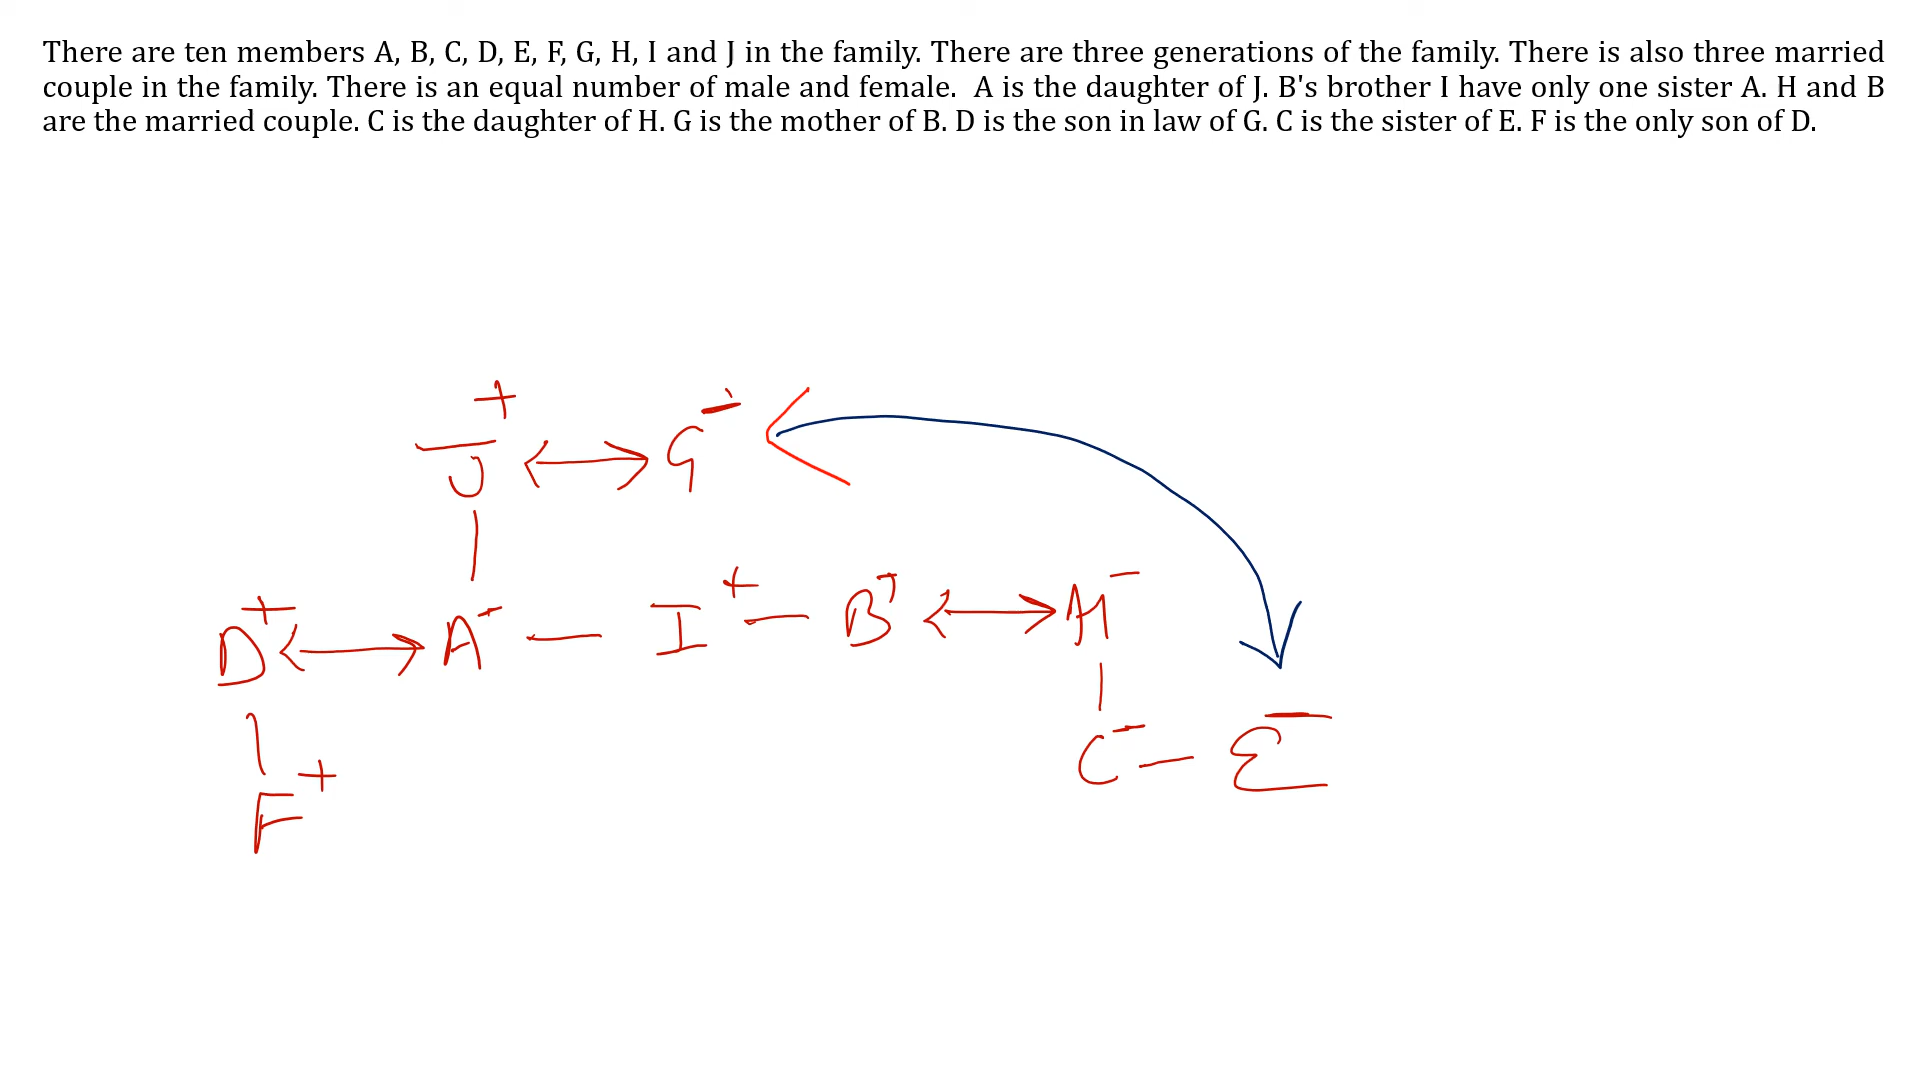 There are ten members A, B, C, D, E, F, G, H, I and J in the family. There are three generations of the family. There is also three married
couple in the family. There is an equal number of male and female.  A is the daughter of J. B's brother I have only one sister A. H and B
are the married couple. C is the daughter of H. G is the mother of B. D is the son in law of G. C is the sister of E. F is the only son of D.
+ -
J G
+ - + + -
D A I B H
- -
C E
+
F